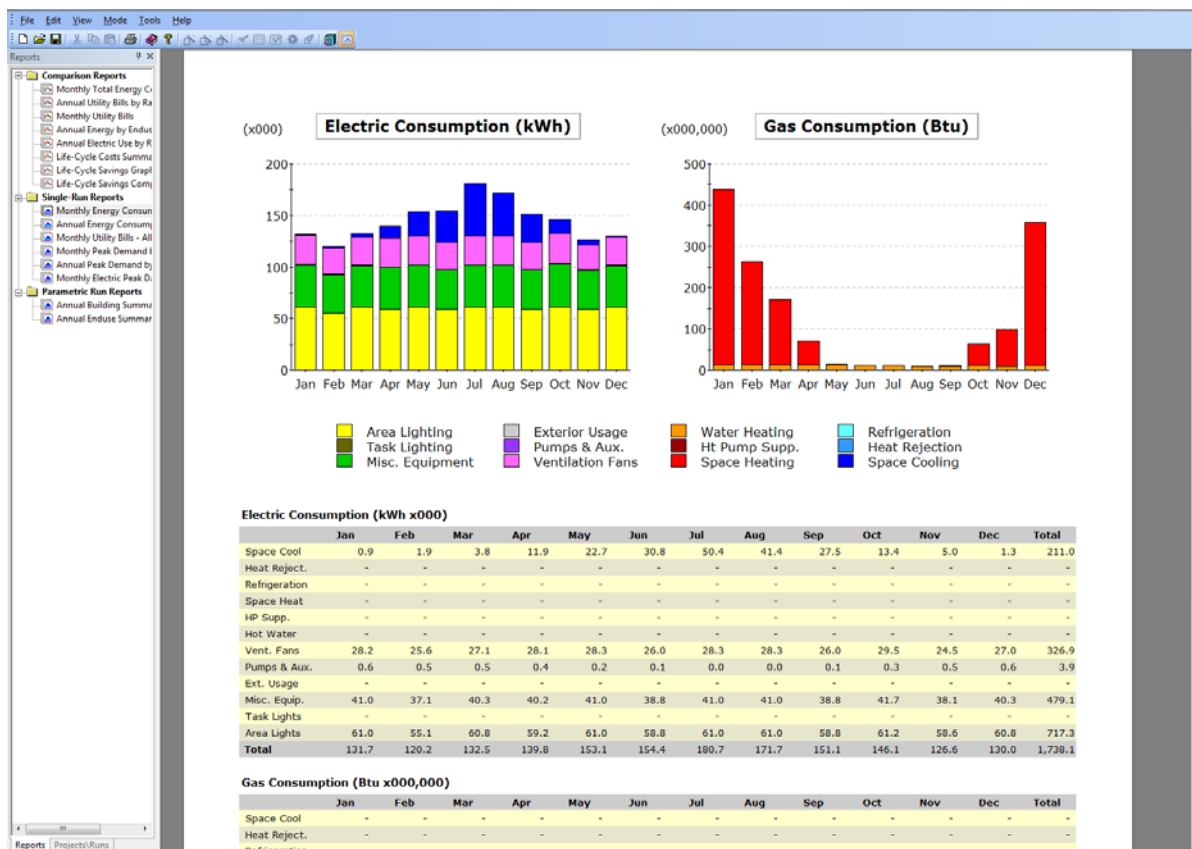 File Edit View Mode Tools Help
Reports
Comparison Reports
Monthly Total Energy
Annual Utility Bills by Ra
Monthly Utility Bills
Annual Energy by Endus
Annual Electric Use by R
Life-Cycle Costs Summa
Life-Cycle Savings Grap
Life-Cycle Savings Com
Single-Run Reports
Monthly Energy Consun
Annual Energy Consum
Monthly Utility Bills - All
Monthly Peak Demand
Annual Peak Demand by
Monthly Electric Peak D
Parametric Run Reports
Annual Building Summa
Annual Enduse Summar
Reports Projects\Runs
(x000) Electric Consumption (kWh)
200
150
100
50
0
Jan Feb Mar Apr May Jun Jul Aug Sep Oct Nov Dec
(x000,000) Gas Consumption (Btu)
500
400
300
200
100
0
Jan Feb Mar Apr May Jun Jul Aug Sep Oct Nov Dec
Area Lighting Exterior Usage Water Heating Refrigeration
Task Lighting Pumps & Aux. Ht Pump Supp. Heat Rejection
Misc. Equipment Ventilation Fans Space Heating Space Cooling
Electric Consumption (kWh x000)
Jan Feb Mar Apr May Jun Jul Aug Sep Oct Nov Dec Total
Space Cool 0.9 1.9 3.8 11.9 22.7 30.8 50.4 41.4 27.5 13.4 5.0 1.3 211.0
Heat Reject. - - - - - - - - - - - - -
Refrigeration - - - - - - - - - - - - -
Space Heat - - - - - - - - - - - - -
HP Supp. - - - - - - - - - - - - -
Hot Water - - - - - - - - - - - - -
Vent. Fans 28.2 25.6 27.1 28.1 28.3 26.0 28.3 28.3 26.0 29.5 24.5 27.0 326.9
Pumps & Aux. 0.6 0.5 0.5 0.4 0.2 0.1 0.0 0.0 0.1 0.3 0.5 0.6 3.9
Ext. Usage - - - - - - - - - - - - -
Misc. Equip. 41.0 37.1 40.3 40.2 41.0 38.8 41.0 41.0 38.8 41.7 38.1 40.3 479.1
Task Lights - - - - - - - - - - - - -
Area Lights 61.0 55.1 60.8 59.2 61.0 58.8 61.0 61.0 58.8 61.2 58.6 60.8 717.3
Total 131.7 120.2 132.5 139.8 153.1 154.4 180.7 171.7 151.1 146.1 126.6 130.0 1,738.1
Gas Consumption (Btu x000,000)
Jan Feb Mar Apr May Jun Jul Aug Sep Oct Nov Dec Total
Space Cool - - - - - - - - - - - - -
Heat Reject. - - - - - - - - - - - - -